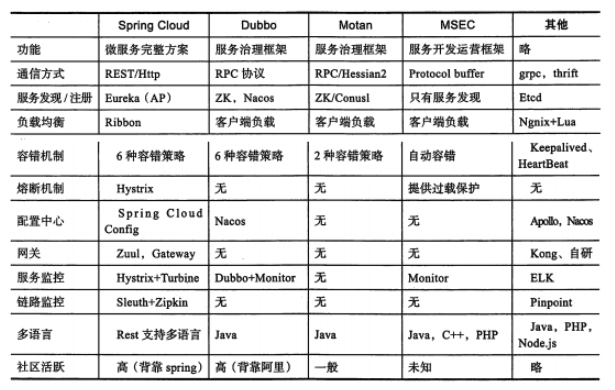 Spring Cloud Dubbo Motan MSEC 其他
功能 微服务完整方案 服务治理框架 服务治理框架 服务开发运营框架 略
通信方式 REST/Http RPC 协议 RPC/Hessian2 Protocol buffer grpc，thrift
服务发现/注册 Eureka（AP） ZK，Nacos ZK/Conusl 只有服务发现 Etcd
负载均衡 Ribbon 客户端负载 客户端负载 客户端负载 Ngnix+Lua
容错机制 6 种容错策略 6 种容错策略 2 种容错策略 自动容错 Keepalived、
HeartBeat
熔断机制 Hystrix 无 无 提供过载保护 无
配置中心 Spring Cloud
Config Nacos 无 无 Apollo, Nacos
网关 Zuul，Gateway 无 无 无 Kong、自研
服务监控 Hystrix+Turbine Dubbo+Monitor 无 Monitor ELK
链路监控 Sleuth+Zipkin 无 无 无 Pinpoint
多语言 Rest 支持多语言 Java Java Java，C++，PHP Java，PHP，
Node.js
社区活跃 高（背靠 spring） 高（背靠阿里） 一般 未知 略